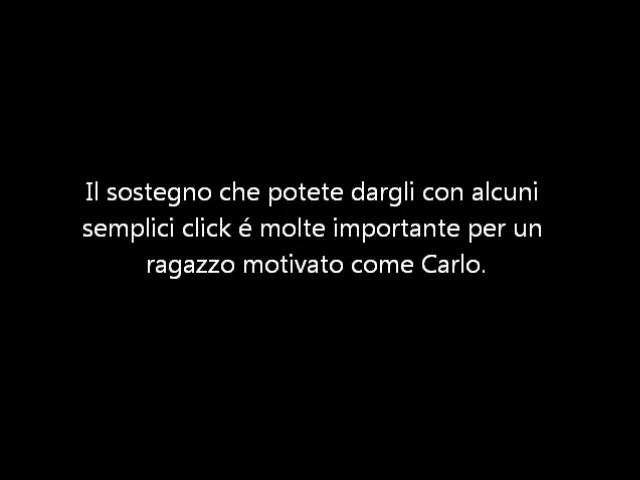 Il sostegno che potete dargli con alcuni
semplici click é molte importante per un
ragazzo motivato come Carlo.